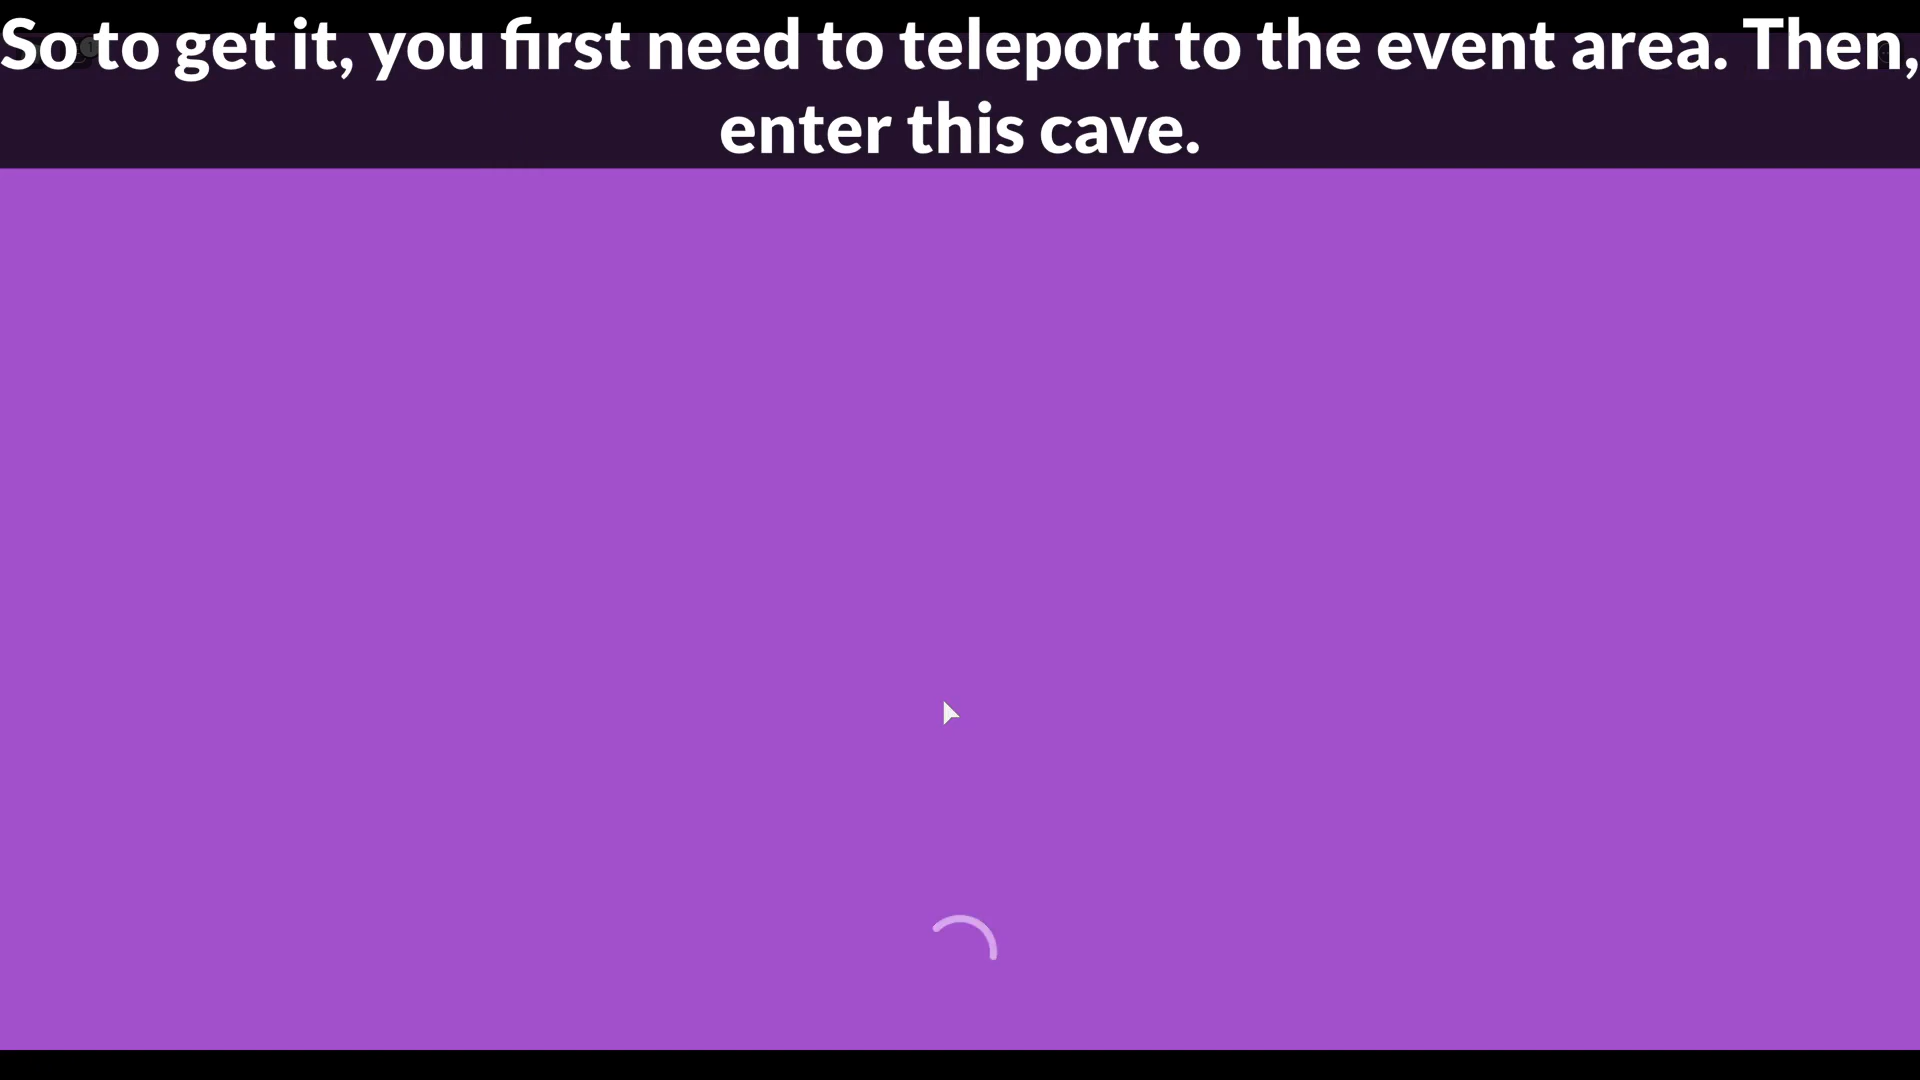 So to get it, you first need to teleport to the event area. Then,
enter this cave.